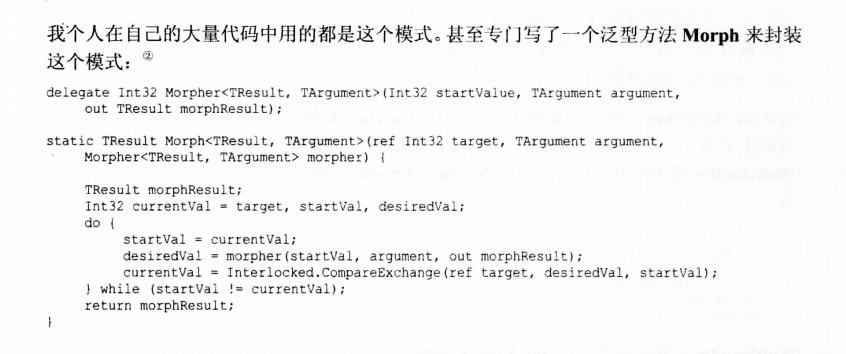 我个人在自己的大量代码中用的都是这个模式。甚至专门写了一个泛型方法 Morph 来封装
这个模式：②
delegate Int32 Morpher<TResult, TArgument>(Int32 startValue, TArgument argument,
out TResult morphResult);
static TResult Morph<TResult, TArgument>(ref Int32 target, TArgument argument,
Morpher<TResult, TArgument> morpher) {
TResult morphResult;
Int32 currentVal = target, startVal, desiredVal;
do {
startVal = currentVal;
desiredVal = morpher(startVal, argument, out morphResult);
currentVal = Interlocked.CompareExchange(ref target, desiredVal, startVal);
} while (startVal != currentVal);
return morphResult;
}